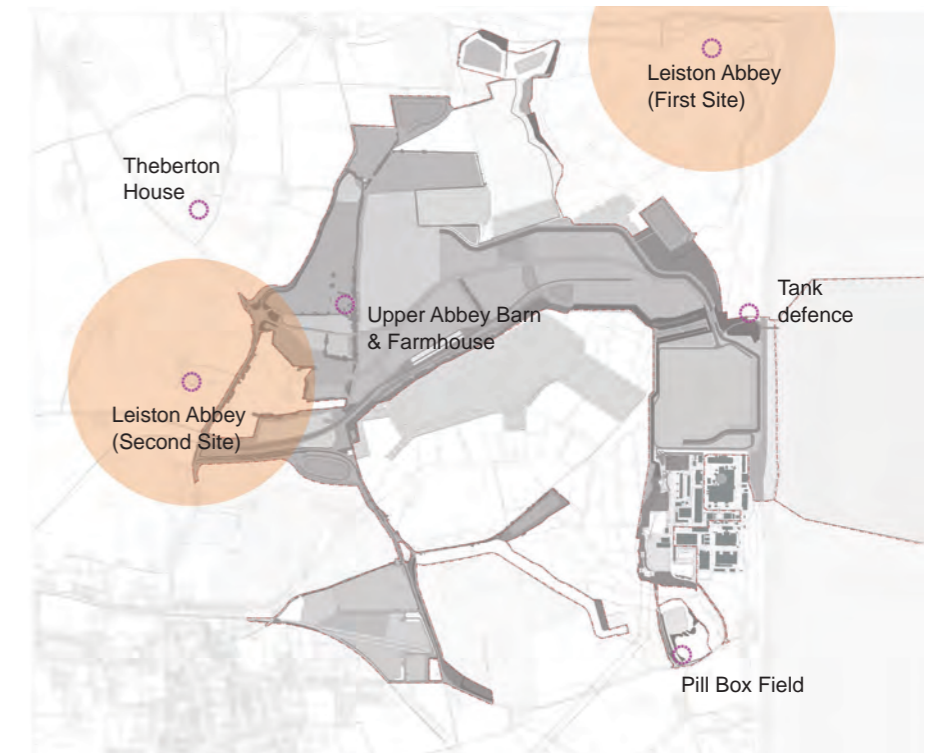 Leiston Abbey
(First Site)
Theberton
House
Tank
defence
Upper Abbey Barn
& Farmhouse
Leiston Abbey
(Second Site)
Pill Box Field